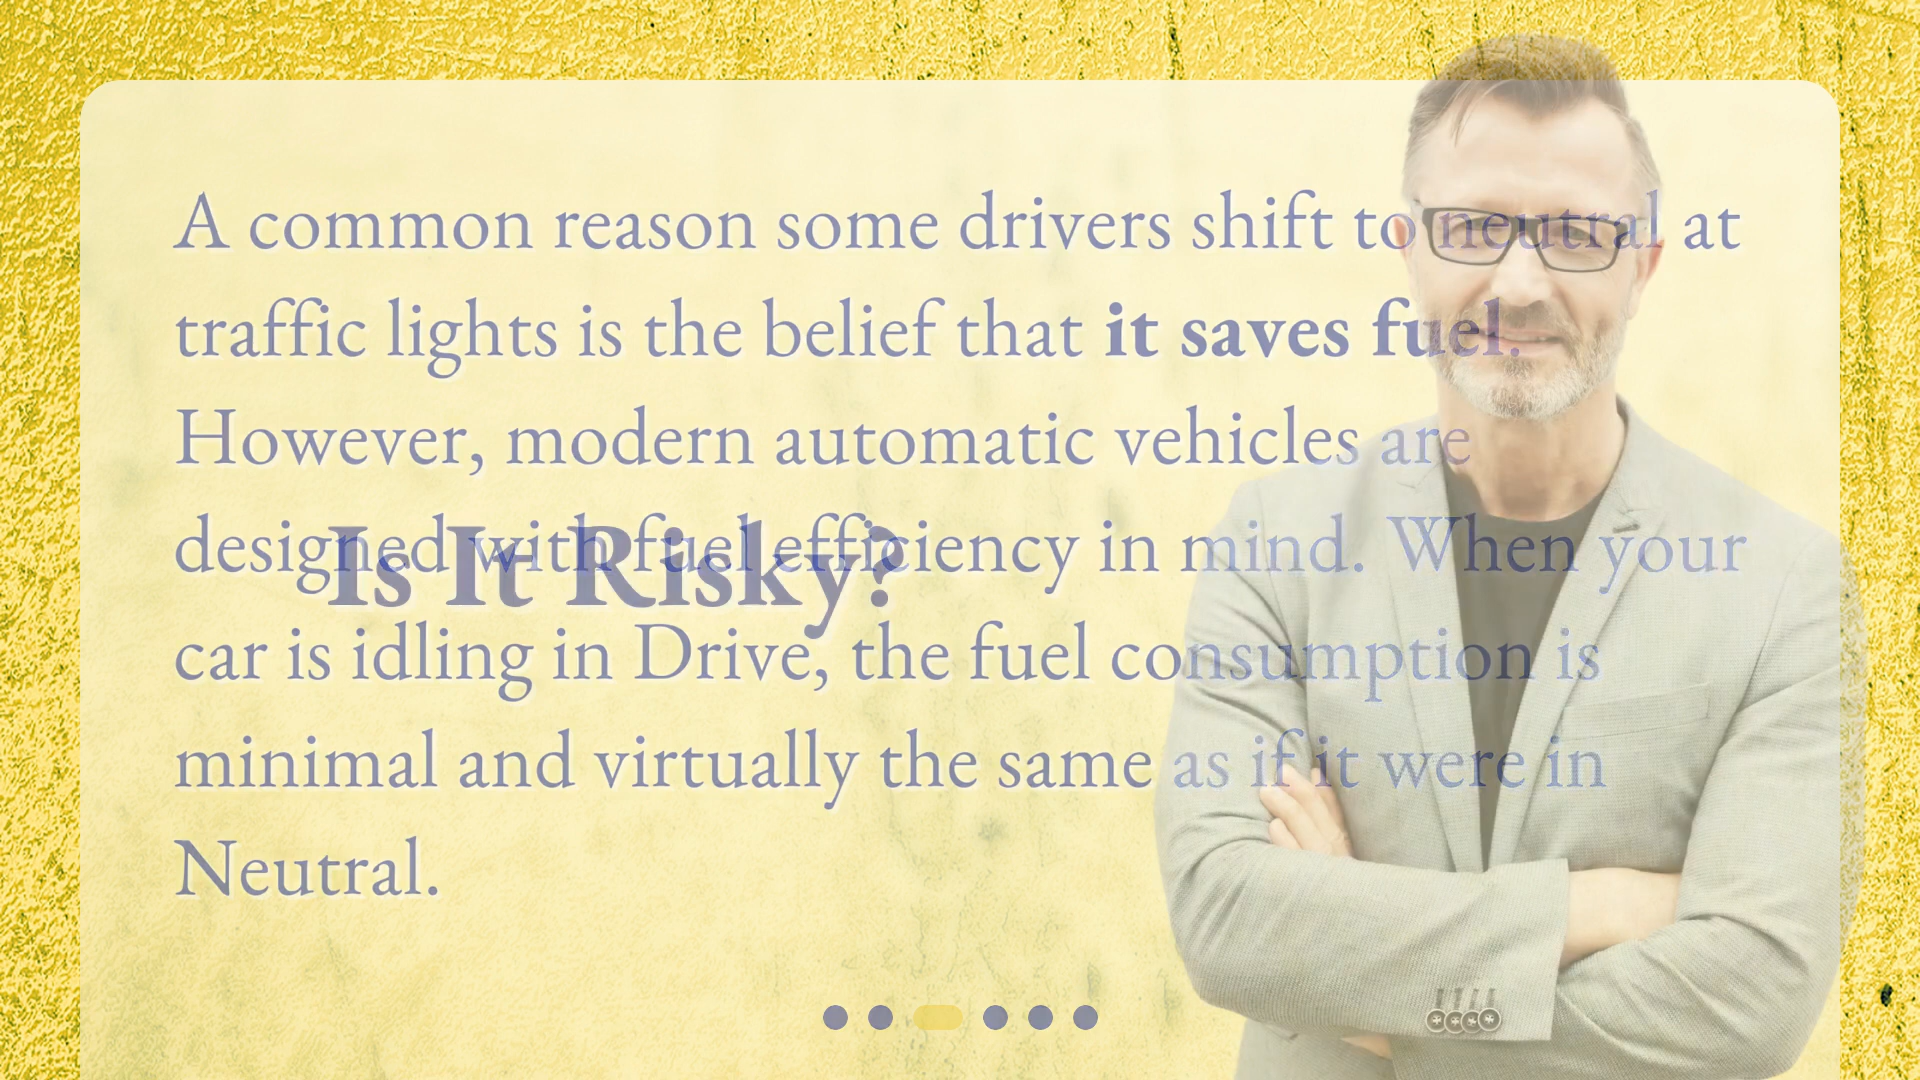 A common reason some drivers shift to neutral at
traffic lights is the belief that it saves fuel.
However, modern automatic vehicles are
designed with fuel efficiency in mind. When your
Is It Risky?
car is idling in Drive, the fuel consumption is
minimal and virtually the same as if it were in
Neutral.